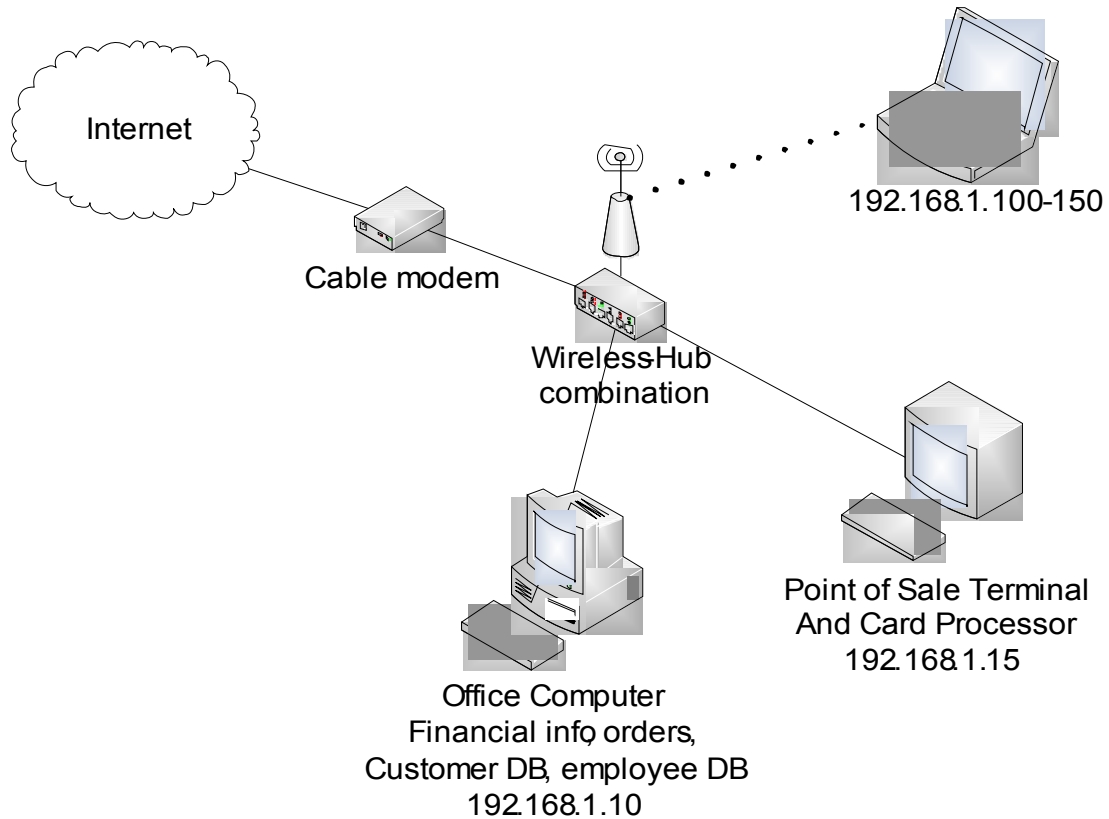 Internet
192.168.1.100-150
Cable modem
Wireless-Hub
combination
Point of Sale Terminal
And Card Processor
192.168.1.15
Office Computer
Financial info, orders,
Customer DB, employee DB
192.168.1.10